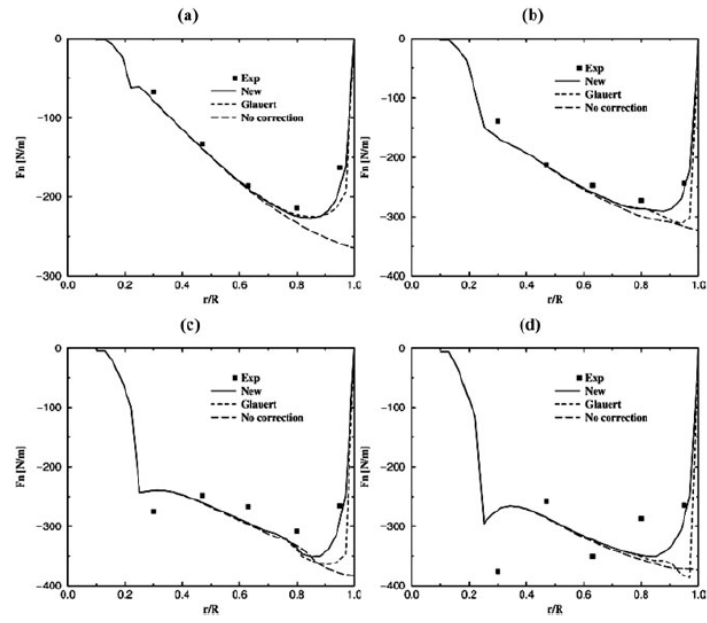 (a)
Exp
New
Glauert
No correction
Fn [N/m]
0
−100
−200
−300
0.0 0.2 0.4 0.6 0.8 1.0
r/R
(b)
Exp
New
Glauert
No correction
Fn [N/m]
0
−100
−200
−300
−400
0.0 0.2 0.4 0.6 0.8 1.0
r/R
(c)
Exp
New
Glauert
No correction
Fn [N/m]
0
−100
−200
−300
−400
0.0 0.2 0.4 0.6 0.8 1.0
r/R
(d)
Exp
New
Glauert
No correction
Fn [N/m]
0
−100
−200
−300
−400
0.0 0.2 0.4 0.6 0.8 1.0
r/R